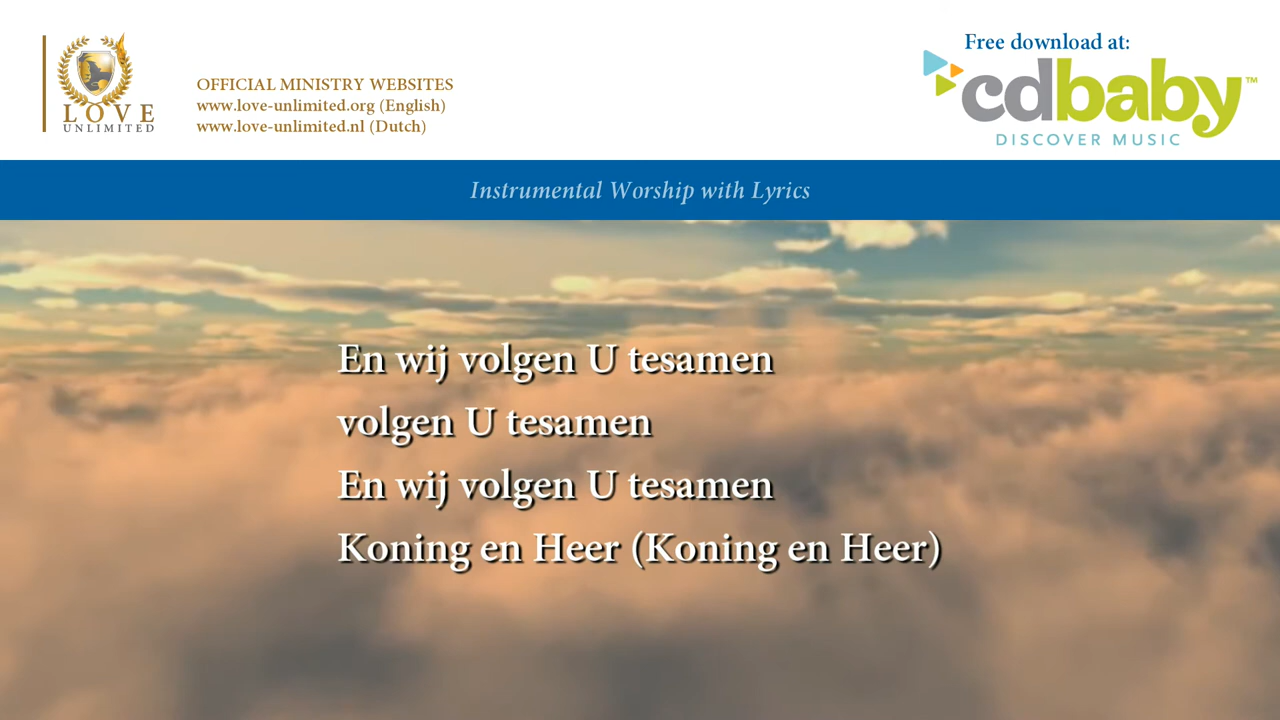 LOVE
UNLIMITED
OFFICIAL MINISTRY WEBSITES
www.love-unlimited.org (English)
www.love-unlimited.nl (Dutch)
Free download at:
cdbaby™
DISCOVER MUSIC
Instrumental Worship with Lyrics
En wij volgen U tesamen
volgen U tesamen
En wij volgen U tesamen
Koning en Heer (Koning en Heer)